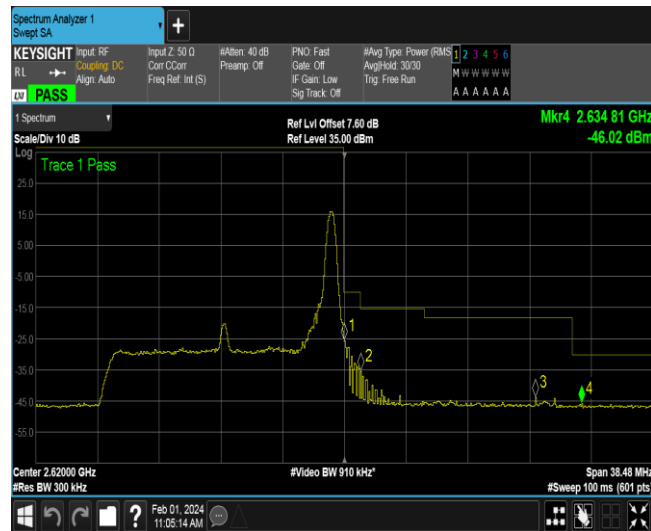 Spectrum Analyzer 1
Swept SA
+
KEYSIGHT
RL
LXI PASS
Input: RF
Coupling: DC
Align: Auto
Input Z: 50 Ω
Corr CCorr
Freq Ref: Int (S)
#Atten: 40 dB
Preamp: Off
PNO: Fast
Gate: Off
IF Gain: Low
Sig Track: Off
#Avg Type: Power (RMS
Avg|Hold: 30/30
Trig: Free Run
1 2 3 4 5 6
M W W W W W
A A A A A A
1 Spectrum
Scale/Div 10 dB
Ref Lvl Offset 7.60 dB
Ref Level 35.00 dBm
Mkr4 2.634 81 GHz
-46.02 dBm
Log
Trace 1 Pass
25.0
15.0
5.00
-5.00
-15.0
-25.0
-35.0
-45.0
-55.0
1
2
3
4
Center 2.62000 GHz
#Res BW 300 kHz
#Video BW 910 kHz*
Span 38.48 MHz
#Sweep 100 ms (601 pts)
?
Feb 01, 2024
11:05:14 AM